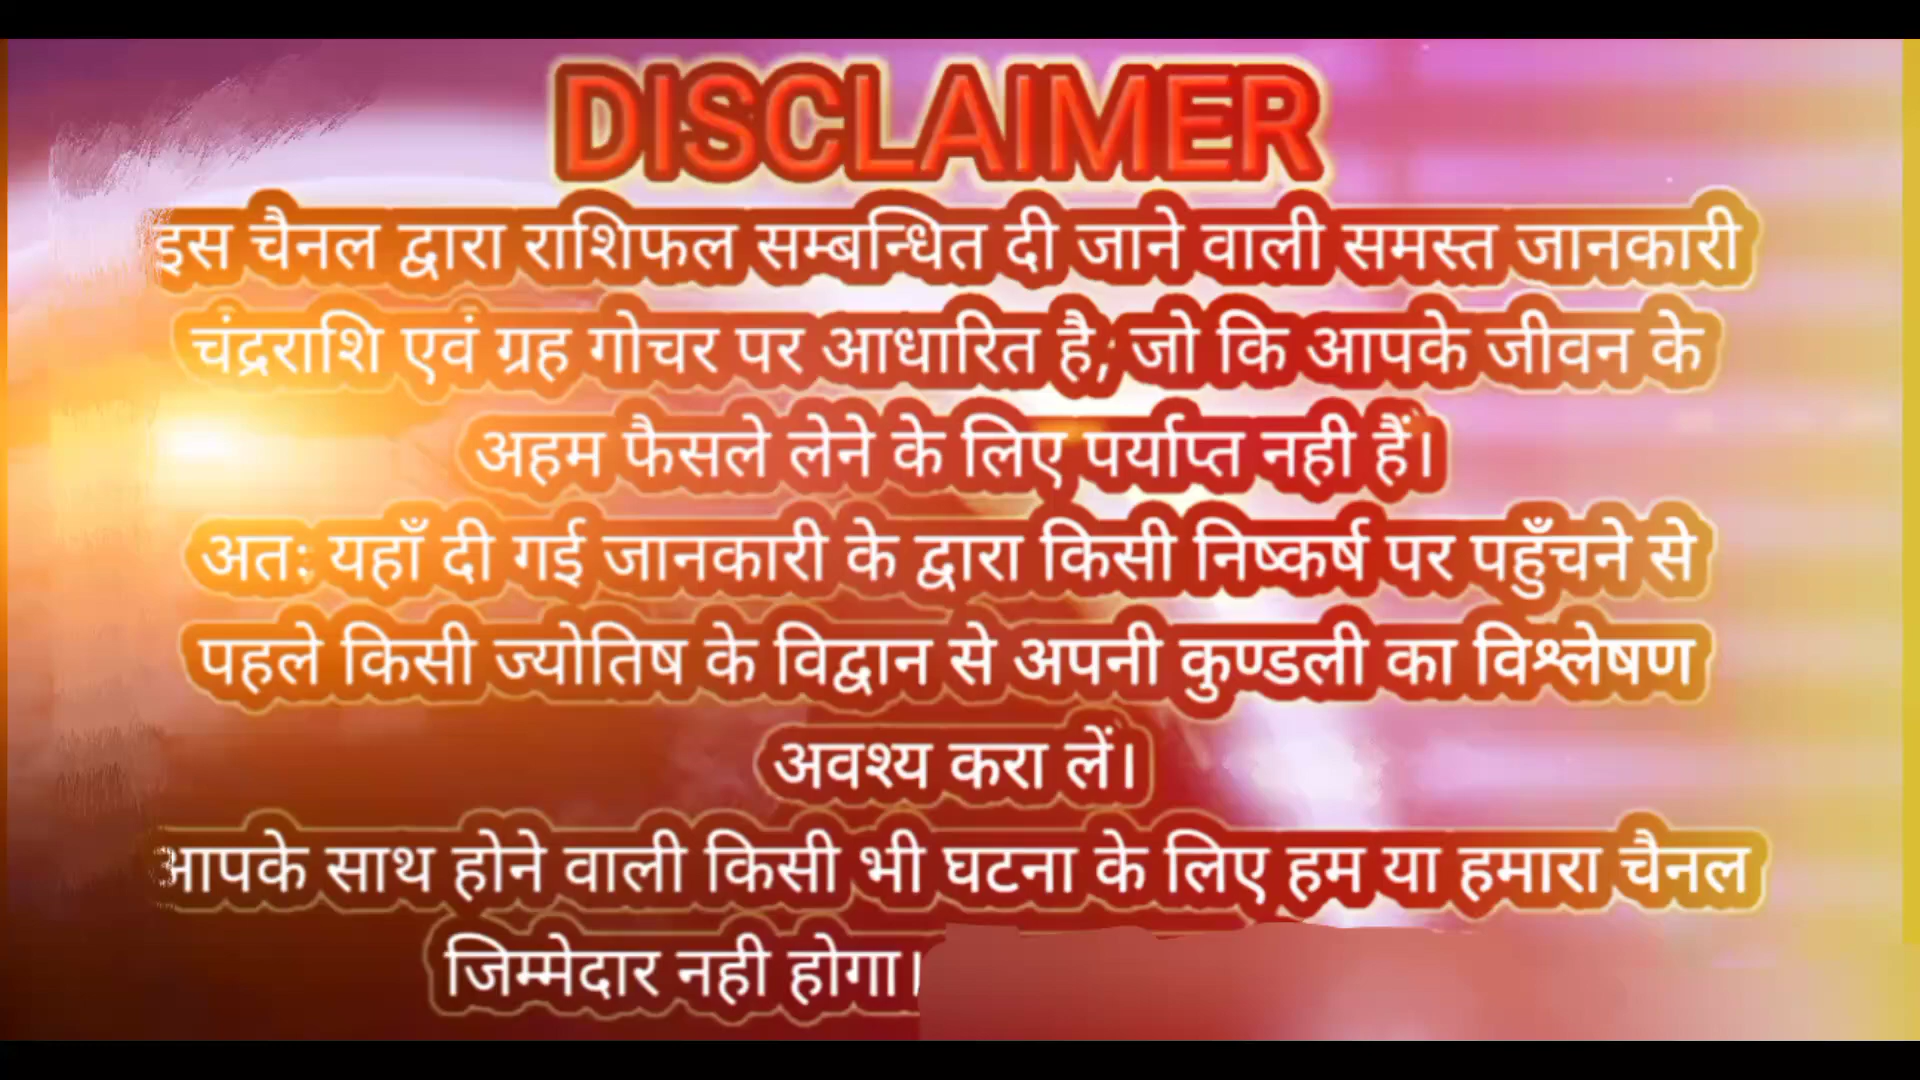 DISCLAIMER
इस चैनल द्वारा राशिफल सम्बन्धित दी जाने वाली समस्त जानकारी
चंद्रराशि एवं ग्रह गोचर पर आधारित है, जो कि आपके जीवन के
अहम फैसले लेने के लिए पर्याप्त नही हैं।
अतः यहाँ दी गई जानकारी के द्वारा किसी निष्कर्ष पर पहुँचने से
पहले किसी ज्योतिष के विद्वान से अपनी कुण्डली का विश्लेषण
अवश्य करा लें।
आपके साथ होने वाली किसी भी घटना के लिए हम या हमारा चैनल
जिम्मेदार नही होगा।